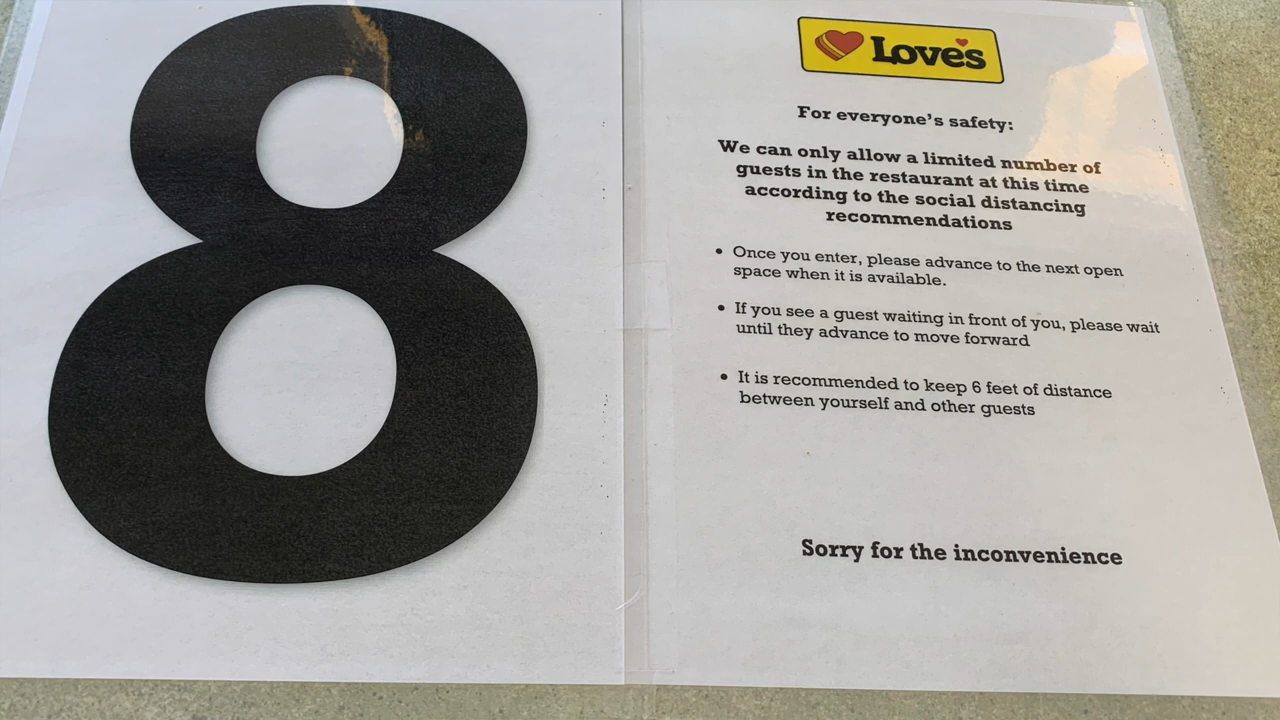 8
Love's
For everyone's safety:
We can only allow a limited number of
guests in the restaurant at this time
according to the social distancing
recommendations
• Once you enter, please advance to the next open
space when it is available.
• If you see a guest waiting in front of you, please wait
until they advance to move forward
• It is recommended to keep 6 feet of distance
between yourself and other guests
Sorry for the inconvenience